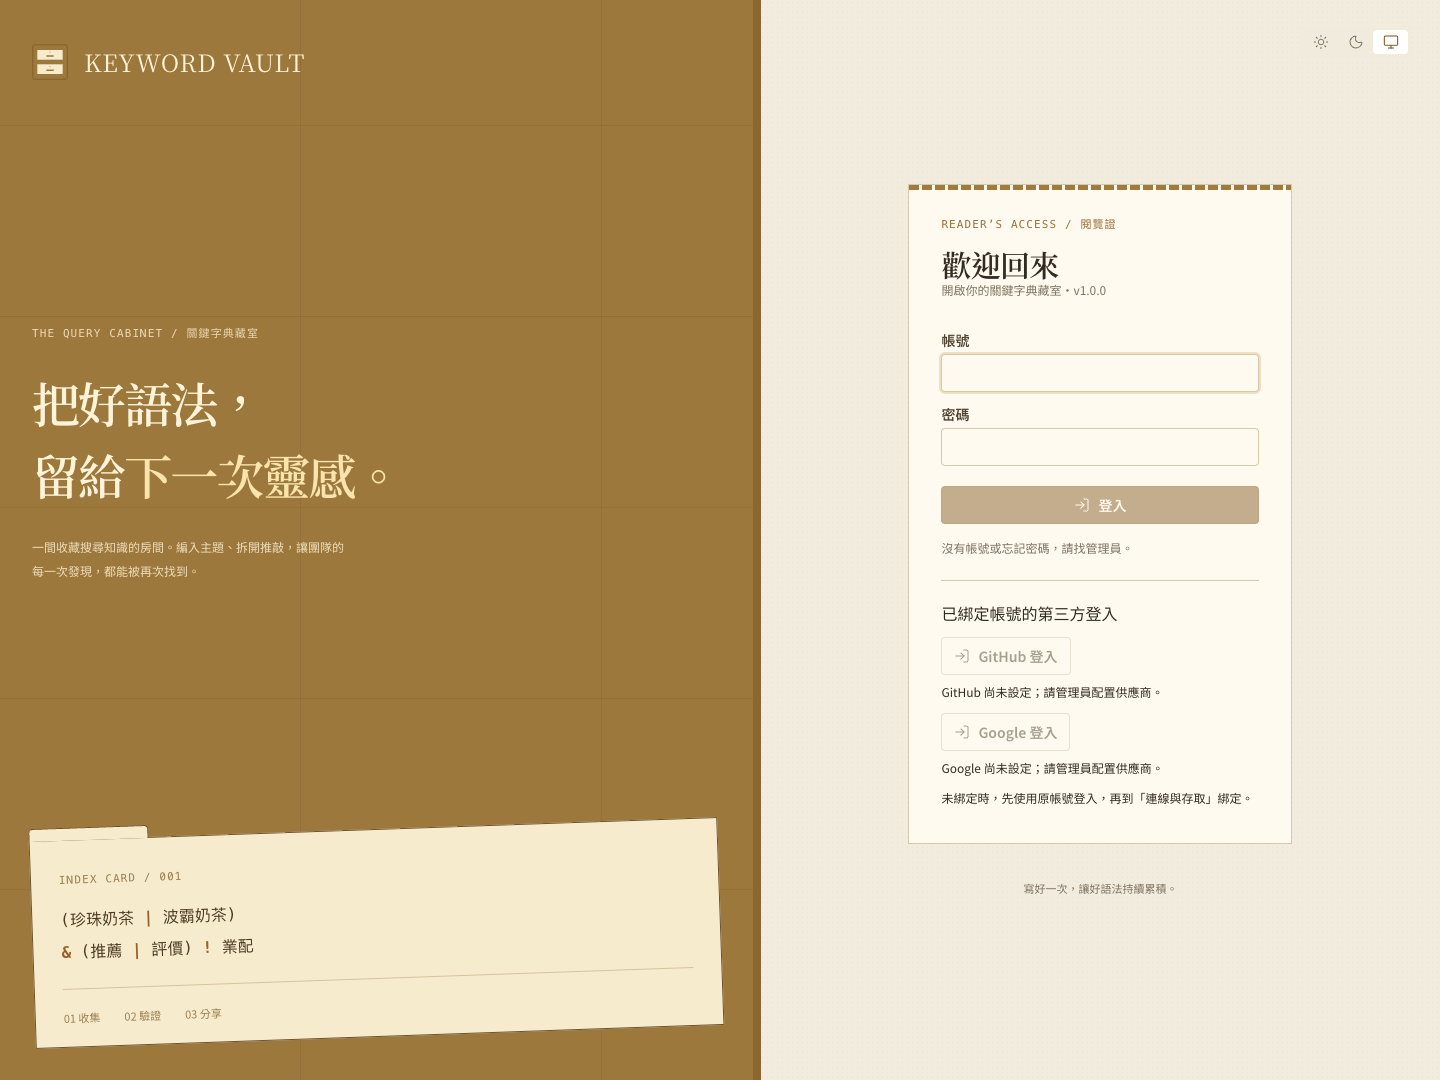 KEYWORD VAULT
THE QUERY CABINET / 關鍵字典藏室
把好語法，
留給下一次靈感。
一間收藏搜尋知識的房間。編入主題、拆開推敲，讓團隊的
每一次發現，都能被再次找到。
INDEX CARD / 001
(珍珠奶茶 | 波霸奶茶)
& (推薦 | 評價) ! 業配
01 收集 02 驗證 03 分享
READER’S ACCESS / 閱覽證
歡迎回來
開啟你的關鍵字典藏室・v1.0.0
帳號
密碼
登入
沒有帳號或忘記密碼，請找管理員。
已綁定帳號的第三方登入
GitHub 登入
GitHub 尚未設定；請管理員配置供應商。
Google 登入
Google 尚未設定；請管理員配置供應商。
未綁定時，先使用原帳號登入，再到「連線與存取」綁定。
寫好一次，讓好語法持續累積。